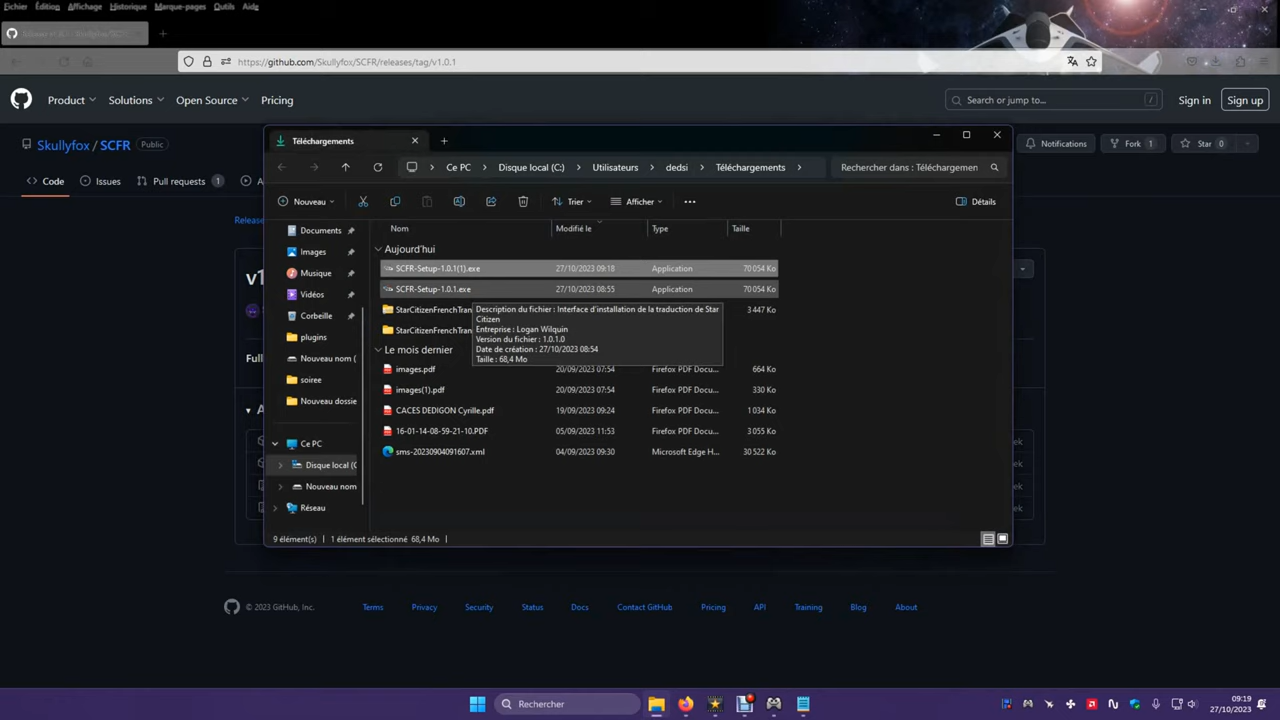 Fichier Édition Affichage Historique Marque-pages Outils Aide
https://github.com/Skullyfox/SCFR/releases/tag/v1.0.1
Product Solutions Open Source Pricing
Search or jump to... /
Sign in
Sign up
Skullyfox / SCFR Public
Notifications
Fork 1
Star 0
Code Issues Pull requests 1
Téléchargements
Ce PC Disque local (C:) Utilisateurs dedsi Téléchargements
Rechercher dans : Téléchargemen
Nouveau
Trier
Afficher
Détails
Documents
Images
Musique
Vidéos
Corbeille
plugins
Nouveau nom (
soiree
Nouveau dossie
Ce PC
Disque local (C
Nouveau nom
Réseau
Nom Modifié le Type Taille
Aujourd'hui
SCFR-Setup-1.0.1(1).exe 27/10/2023 09:18 Application 70 054 Ko
SCFR-Setup-1.0.1.exe 27/10/2023 08:55 Application 70 054 Ko
StarCitizenFrenchTran 3 447 Ko
StarCitizenFrenchTran
Description du fichier : Interface d'installation de la traduction de Star
Citizen
Entreprise : Logan Wilquin
Version du fichier : 1.0.1.0
Date de création : 27/10/2023 08:54
Taille : 68,4 Mo
Le mois dernier
images.pdf 20/09/2023 07:54 Firefox PDF Docu... 664 Ko
images(1).pdf 20/09/2023 07:54 Firefox PDF Docu... 330 Ko
CACES DEDIGON Cyrille.pdf 19/09/2023 09:24 Firefox PDF Docu... 1 034 Ko
16-01-14-08-59-21-10.PDF 05/09/2023 11:53 Firefox PDF Docu... 3 055 Ko
sms-20230904091607.xml 04/09/2023 09:30 Microsoft Edge H... 30 522 Ko
9 élément(s) 1 élément sélectionné 68,4 Mo
Release
v1
Full
A
© 2023 GitHub, Inc.
Terms Privacy Security Status Docs Contact GitHub Pricing API Training Blog About
Rechercher
09:19
27/10/2023